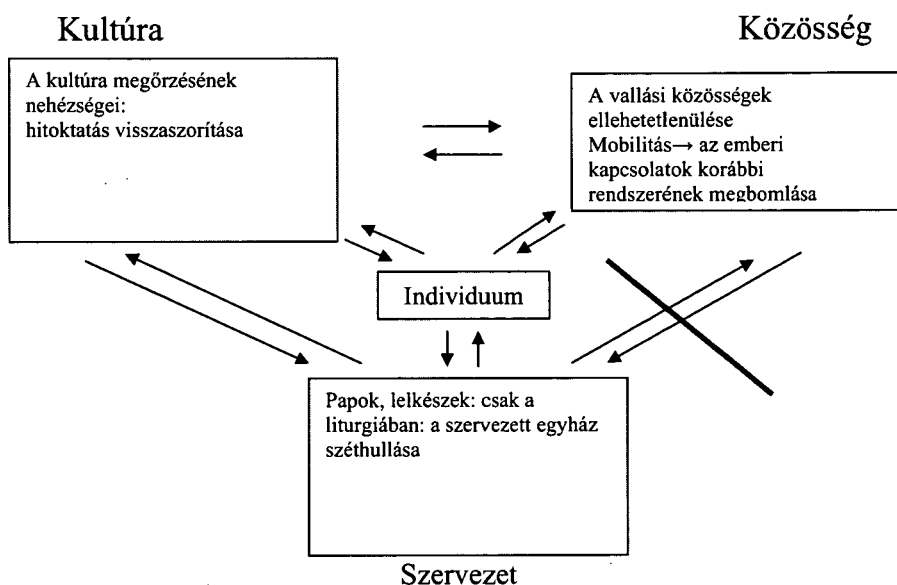 Kultúra
Közösség
A kultúra megőrzésének
nehézségei:
hitoktatás visszaszorítása
A vallási közösségek
ellehetetlenülése
Mobilitás→ az emberi
kapcsolatok korábbi
rendszerének megbomlása
Individuum
Papok, lelkészek: csak a
liturgiában: a szervezett egyház
széthullása
Szervezet